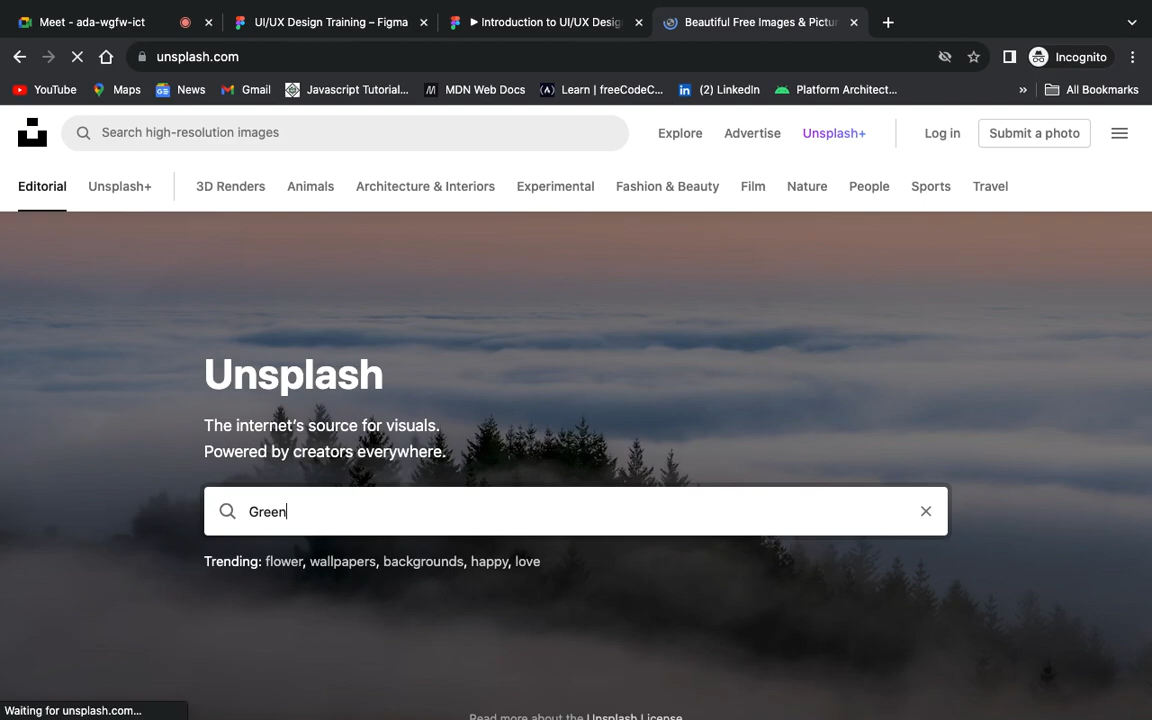 Meet - ada-wgfw-ict
UI/UX Design Training – Figma
Introduction to UI/UX Desig
Beautiful Free Images & Pictur
unsplash.com
Incognito
YouTube
Maps
News
Gmail
Javascript Tutorial...
MDN Web Docs
Learn | freeCodeC...
(2) LinkedIn
Platform Architect...
»
All Bookmarks
Search high-resolution images
Explore
Advertise
Unsplash+
Log in
Submit a photo
Editorial
Unsplash+
3D Renders
Animals
Architecture & Interiors
Experimental
Fashion & Beauty
Film
Nature
People
Sports
Travel
Unsplash
The internet's source for visuals.
Powered by creators everywhere.
Green
Trending: flower, wallpapers, backgrounds, happy, love
Waiting for unsplash.com...
Read more about the Unsplash License